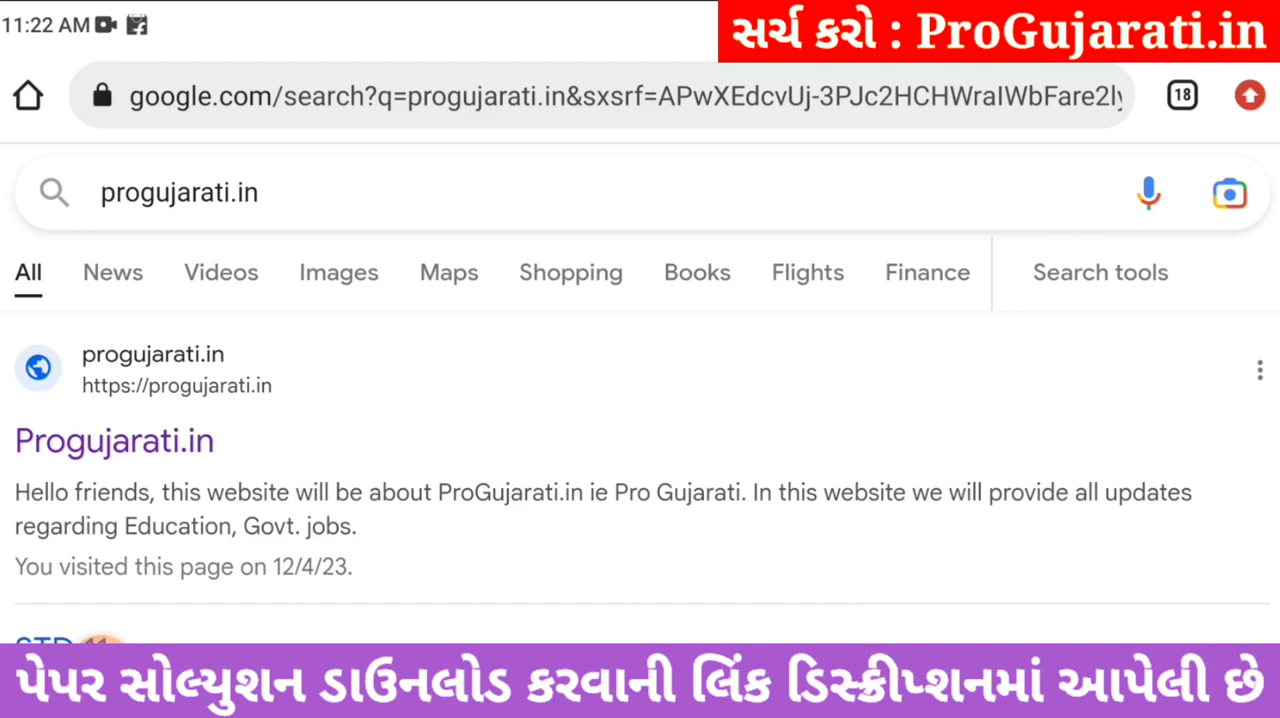 11:22 AM
સર્ચ કરો : ProGujarati.in
google.com/search?q=progujarati.in&sxsrf=APwXEdcvUj-3PJc2HCHWraIWbFare2ly
18
progujarati.in
All News Videos Images Maps Shopping Books Flights Finance Search tools
progujarati.in
https://progujarati.in
Progujarati.in
Hello friends, this website will be about ProGujarati.in ie Pro Gujarati. In this website we will provide all updates
regarding Education, Govt. jobs.
You visited this page on 12/4/23.
STD 11
પેપર સોલ્યુશન ડાઉનલોડ કરવાની લિંક ડિસ્ક્રીપ્શનમાં આપેલી છે